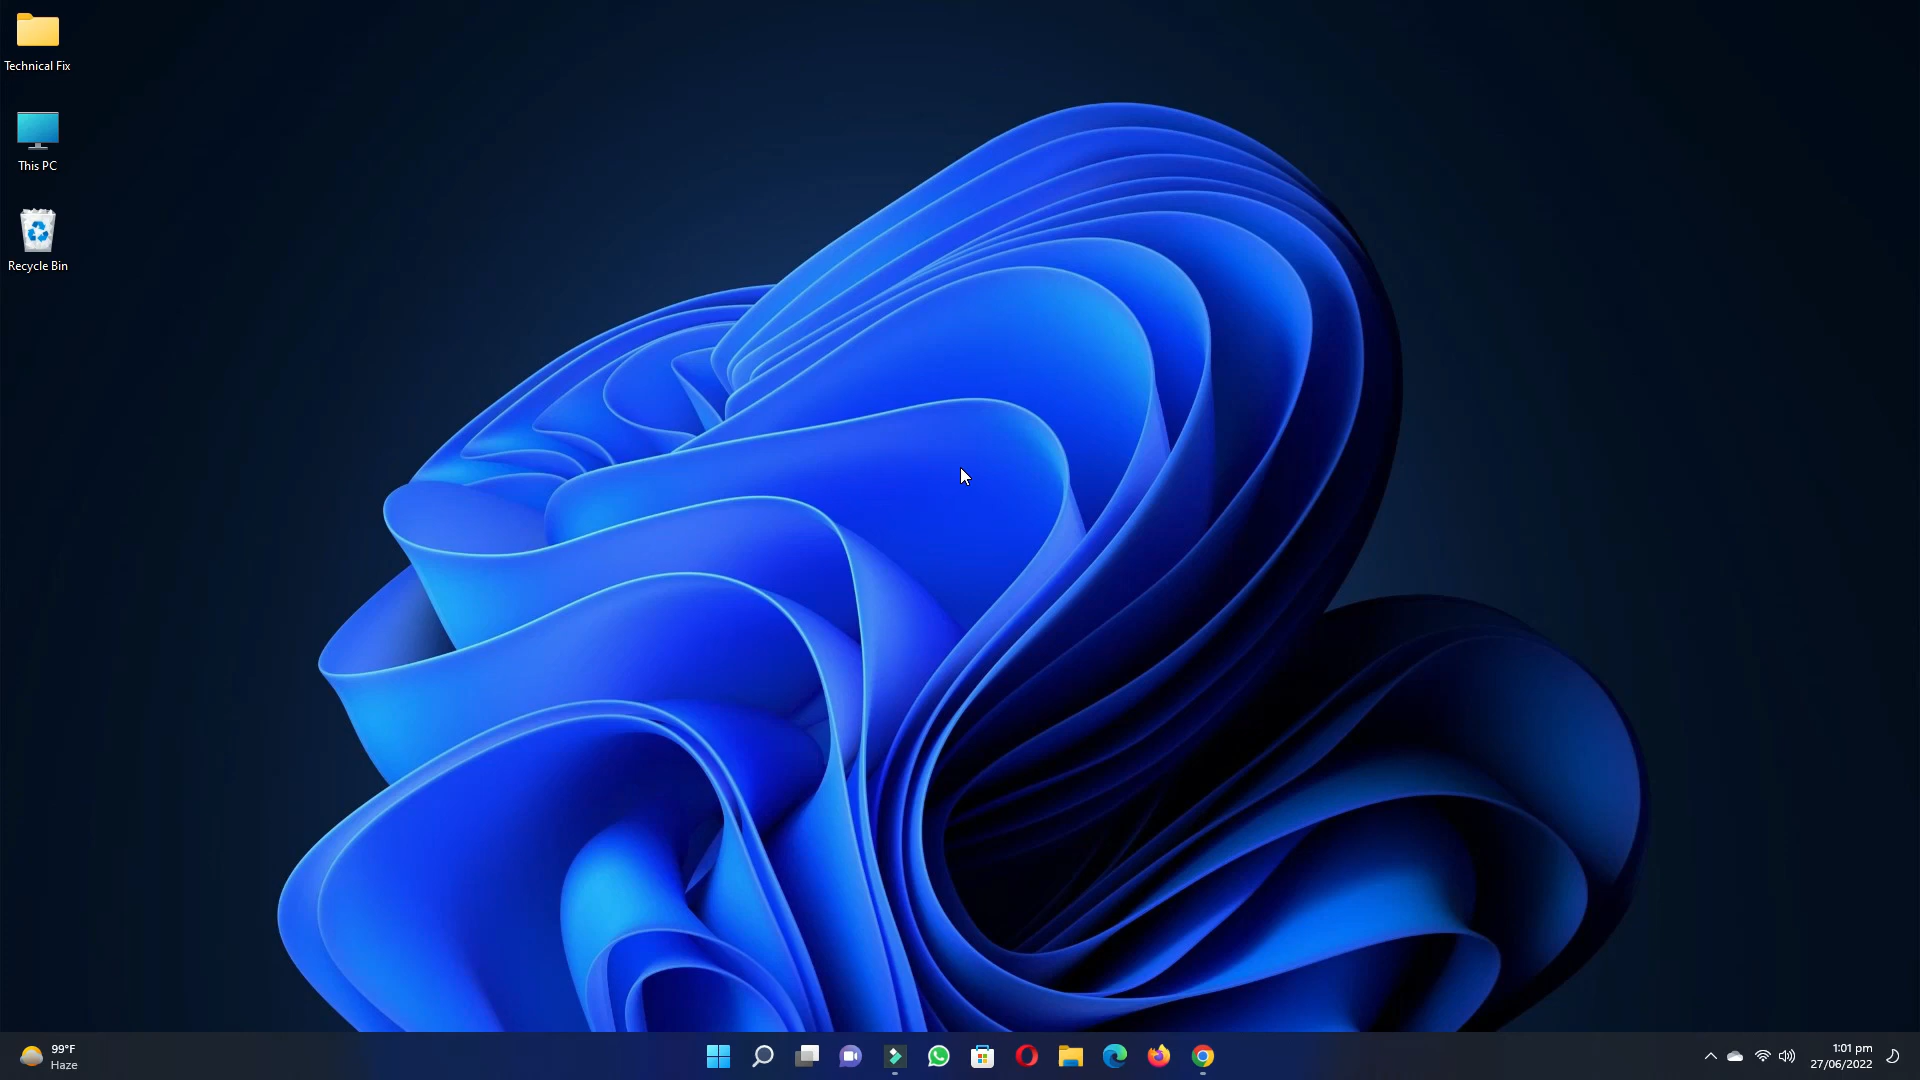 Technical Fix
This PC
Recycle Bin
99°F
Haze
1:01 pm
27/06/2022